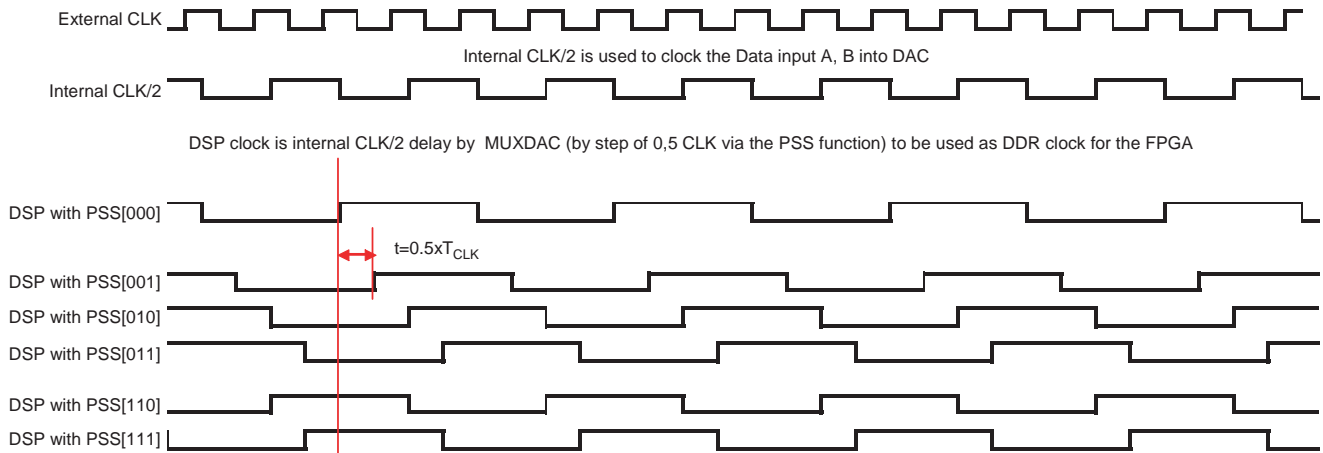 External CLK
Internal CLK/2 is used to clock the Data input A, B into DAC
Internal CLK/2
DSP clock is internal CLK/2 delay by MUXDAC (by step of 0,5 CLK via the PSS function) to be used as DDR clock for the FPGA
DSP with PSS[000]
t=0.5xTCLK
DSP with PSS[001]
DSP with PSS[010]
DSP with PSS[011]
DSP with PSS[110]
DSP with PSS[111]